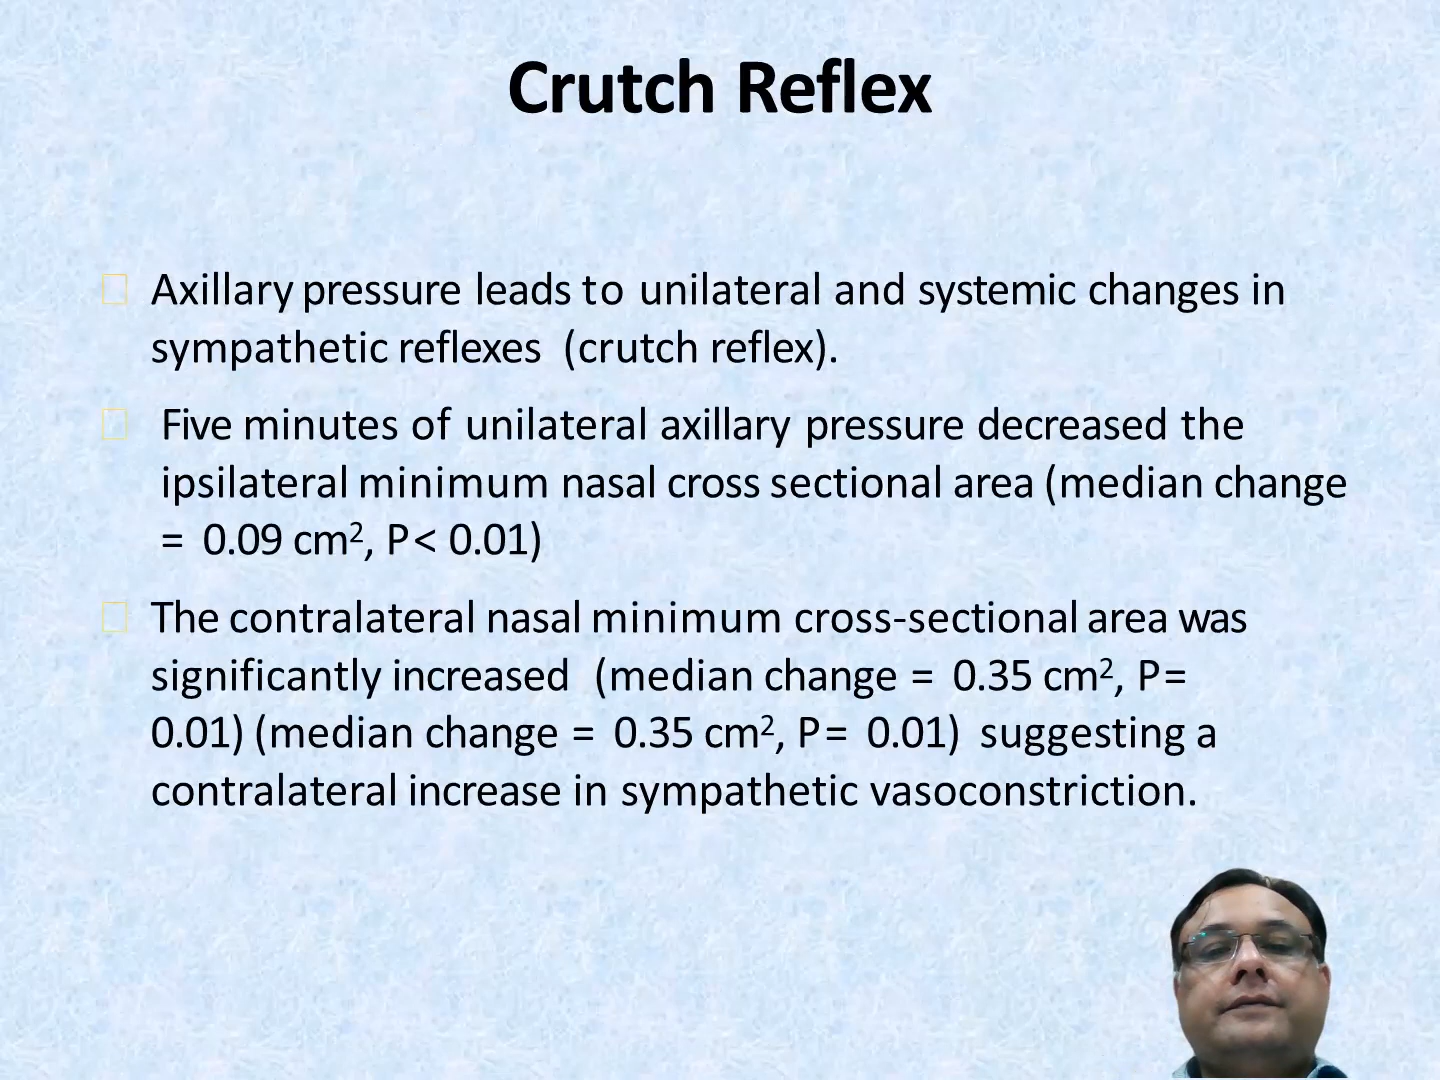 Crutch Reflex
Axillary pressure leads to unilateral and systemic changes in
sympathetic reflexes (crutch reflex).
Five minutes of unilateral axillary pressure decreased the
ipsilateral minimum nasal cross sectional area (median change
= 0.09 cm², P< 0.01)
The contralateral nasal minimum cross-sectional area was
significantly increased (median change = 0.35 cm², P=
0.01) (median change = 0.35 cm², P= 0.01) suggesting a
contralateral increase in sympathetic vasoconstriction.